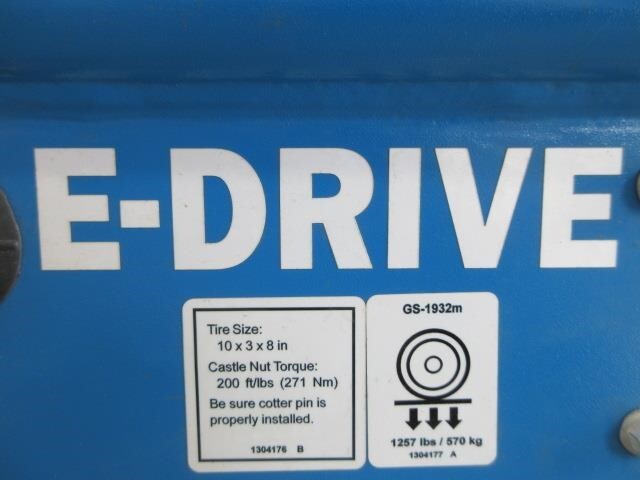 E-DRIVE
Tire Size:
10 x 3 x 8 in
Castle Nut Torque:
200 ft/lbs (271 Nm)
Be sure cotter pin is
properly installed.
1304176 B
GS-1932m
1257 lbs / 570 kg
1304177 A